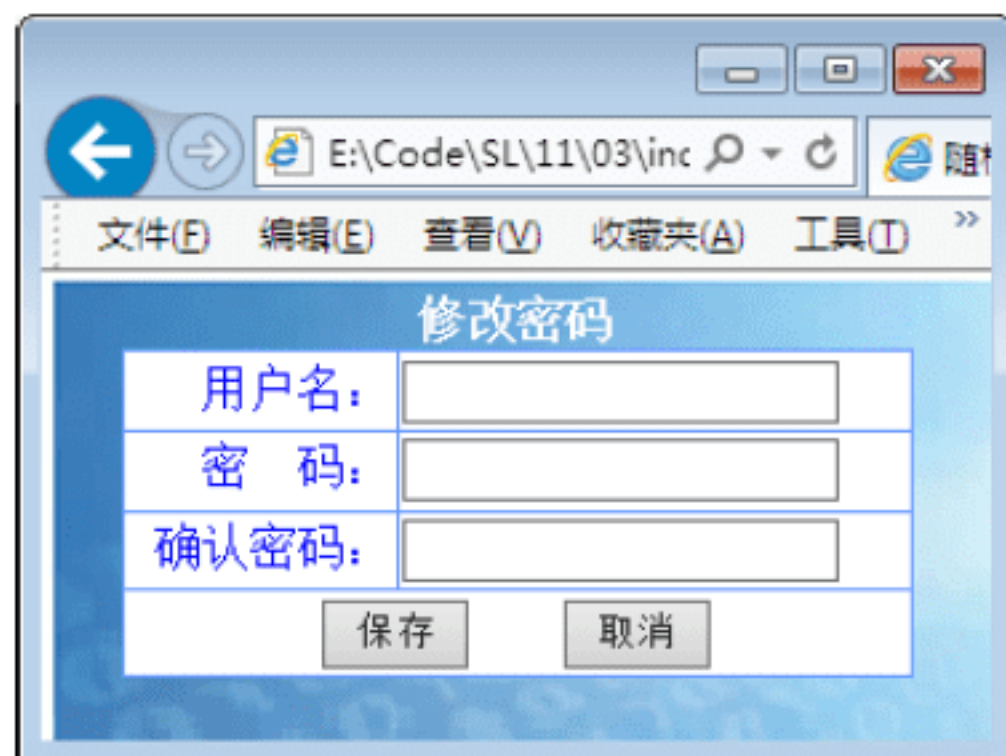 E:\Code\SL\11\03\inc
文件(F) 编辑(E) 查看(V) 收藏夹(A) 工具(T) »
修改密码
用户名：
密 码：
确认密码：
保存 取消